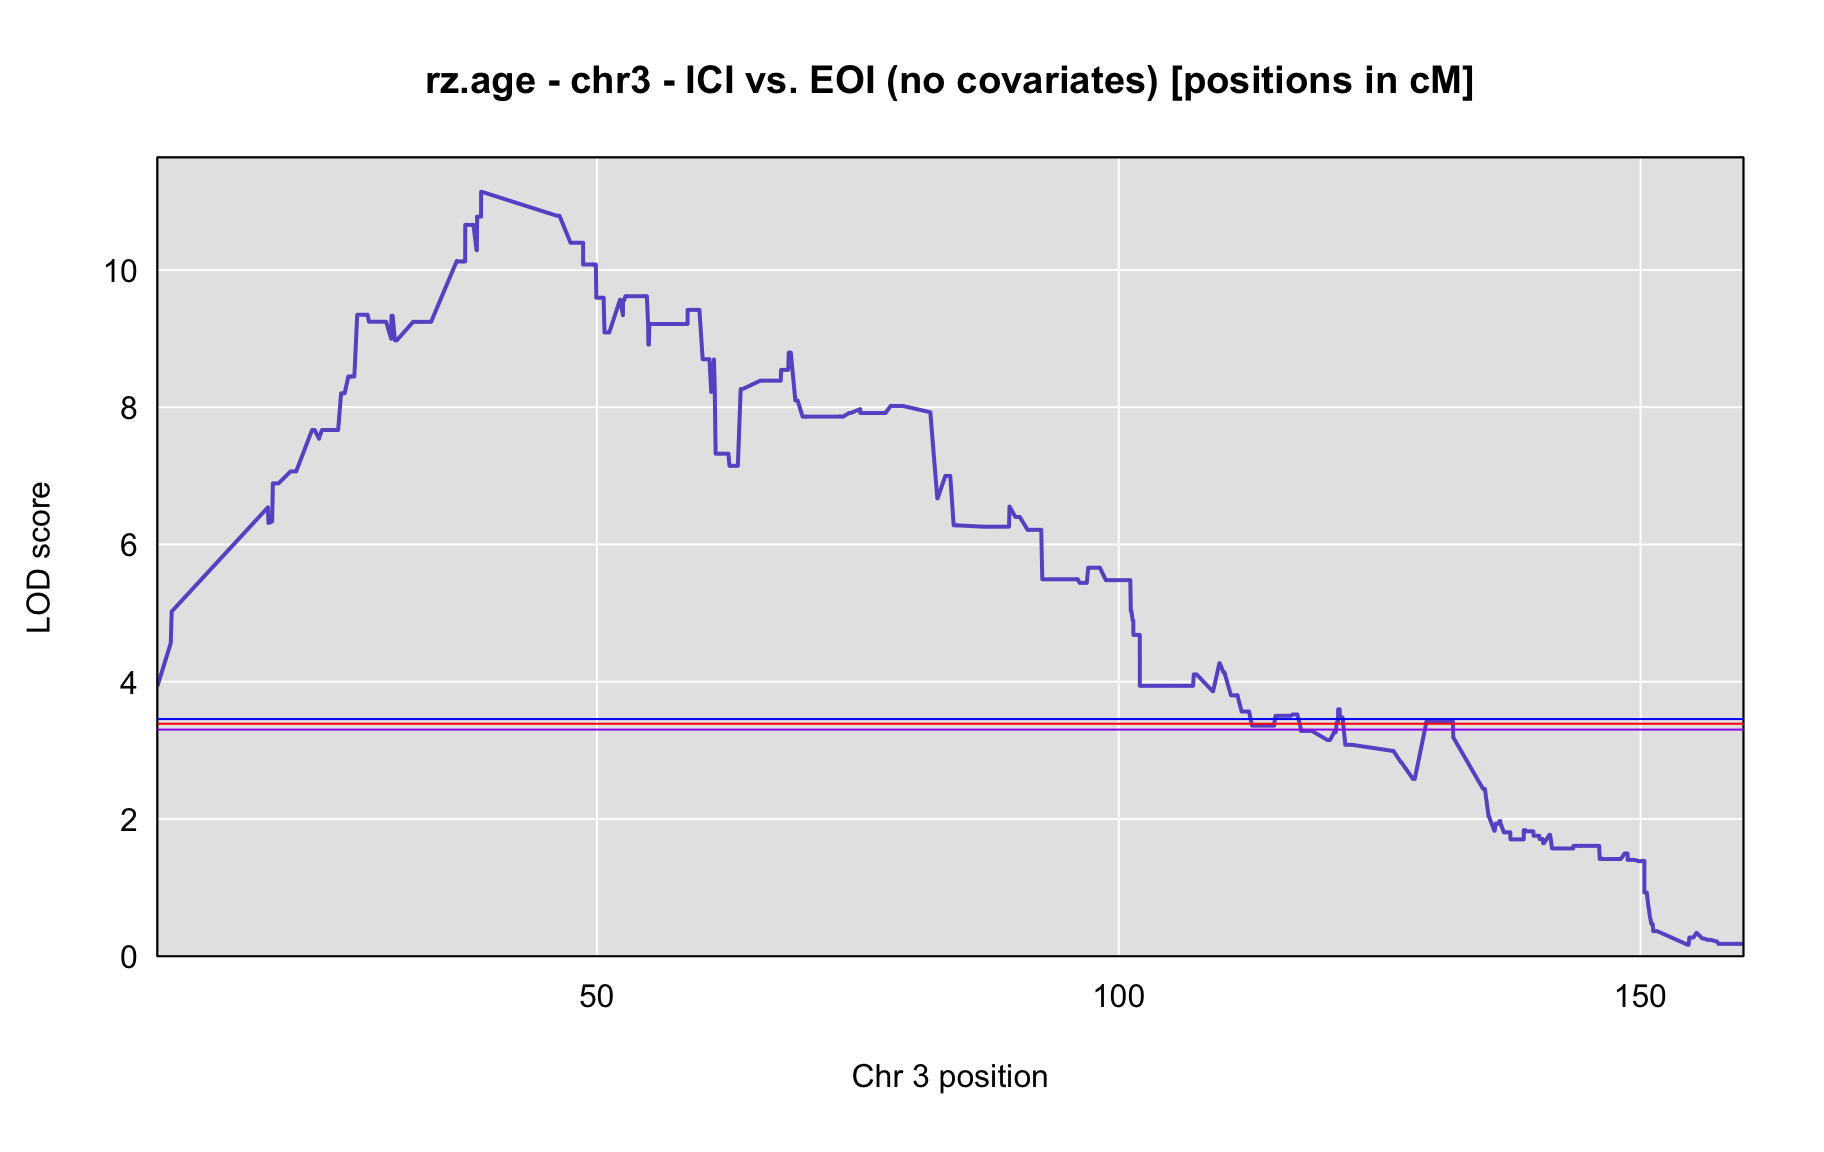 rz.age - chr3 - ICI vs. EOI (no covariates) [positions in cM]
LOD score
10
8
6
4
2
0
50 100 150
Chr 3 position